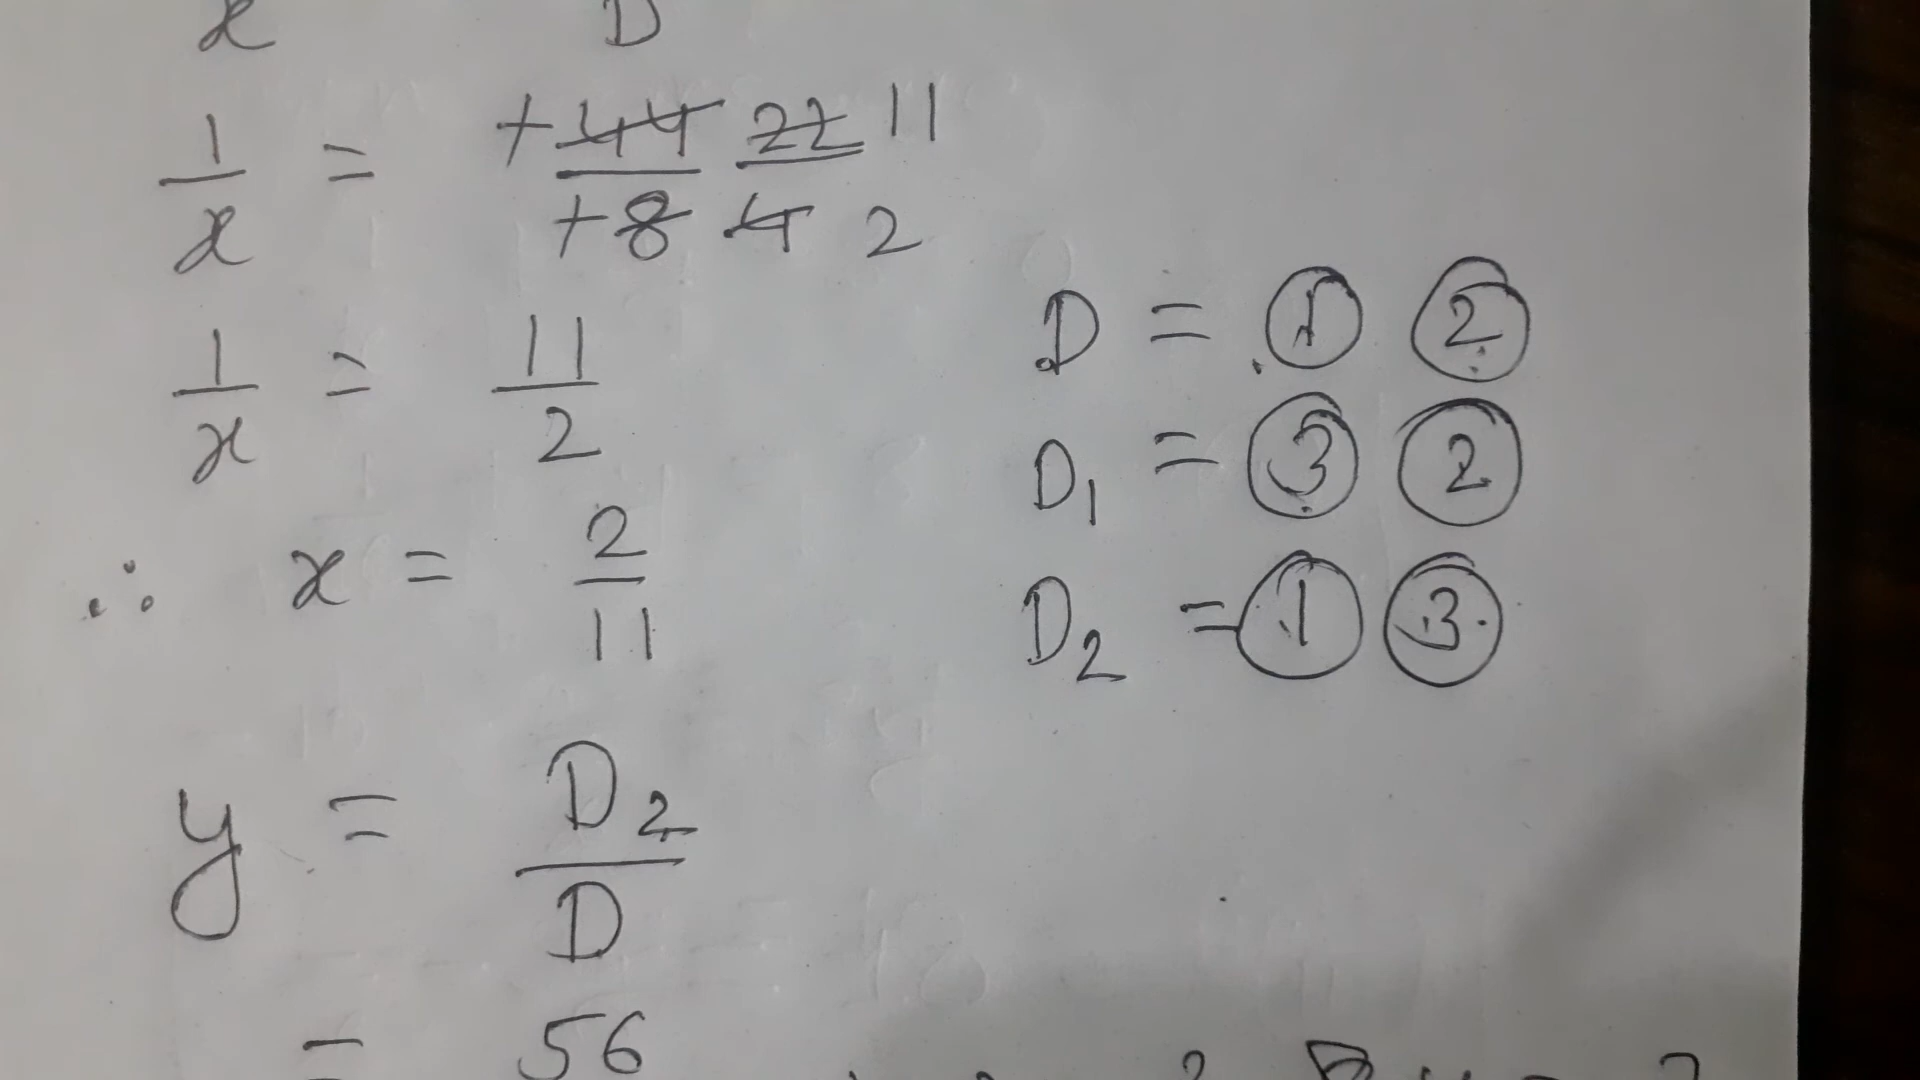 x D
1/x = +44/+8 22/4 11/2
1/x = 11/2
∴ x = 2/11
D = 1 2
D1 = 3 2
D2 = 1 3
y = D2/D
= 56